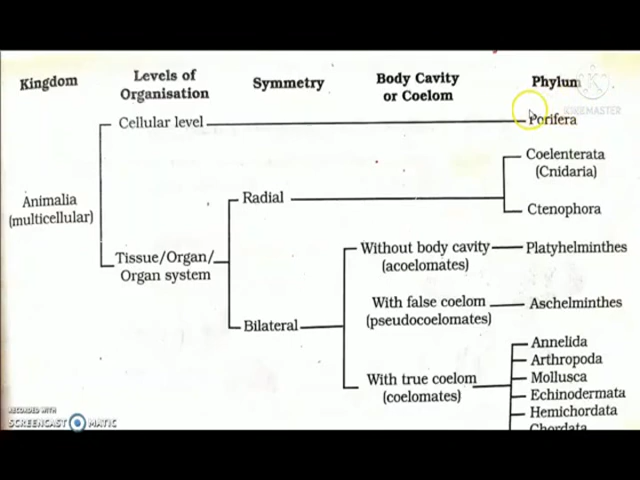 Kingdom
Levels of
Organisation
Symmetry
Body Cavity
or Coelom
Phylum
KINEMASTER
Cellular level
Porifera
Coelenterata
(Cnidaria)
Animalia
(multicellular)
Radial
Ctenophora
Tissue/Organ/
Organ system
Without body cavity
(acoelomates)
Platyhelminthes
With false coelom
(pseudocoelomates)
Aschelminthes
Bilateral
With true coelom
(coelomates)
Annelida
Arthropoda
Mollusca
Echinodermata
Hemichordata
Chordata
RECORDED WITH
SCREENCAST MATIC